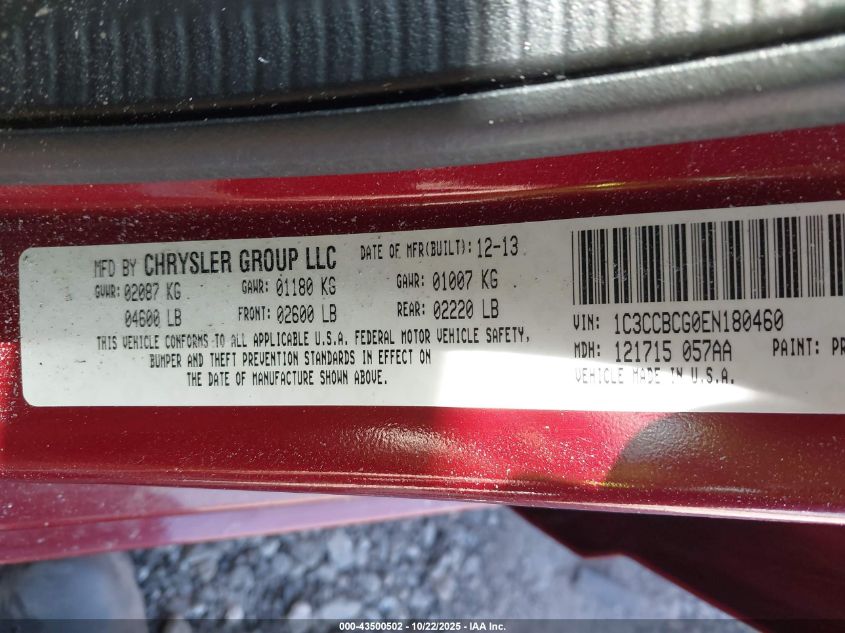 MFD BY CHRYSLER GROUP LLC DATE OF MFR(BUILT): 12-13
GVWR: 02087 KG GAWR: 01180 KG GAWR: 01007 KG
04600 LB FRONT: 02600 LB REAR: 02220 LB
THIS VEHICLE CONFORMS TO ALL APPLICABLE U.S.A. FEDERAL MOTOR VEHICLE SAFETY,
BUMPER AND THEFT PREVENTION STANDARDS IN EFFECT ON
THE DATE OF MANUFACTURE SHOWN ABOVE.
VIN: 1C3CCBCG0EN180460
MDH: 121715 057AA PAINT: PR
VEHICLE MADE IN U.S.A.
000-43500502 - 10/22/2025 - IAA Inc.